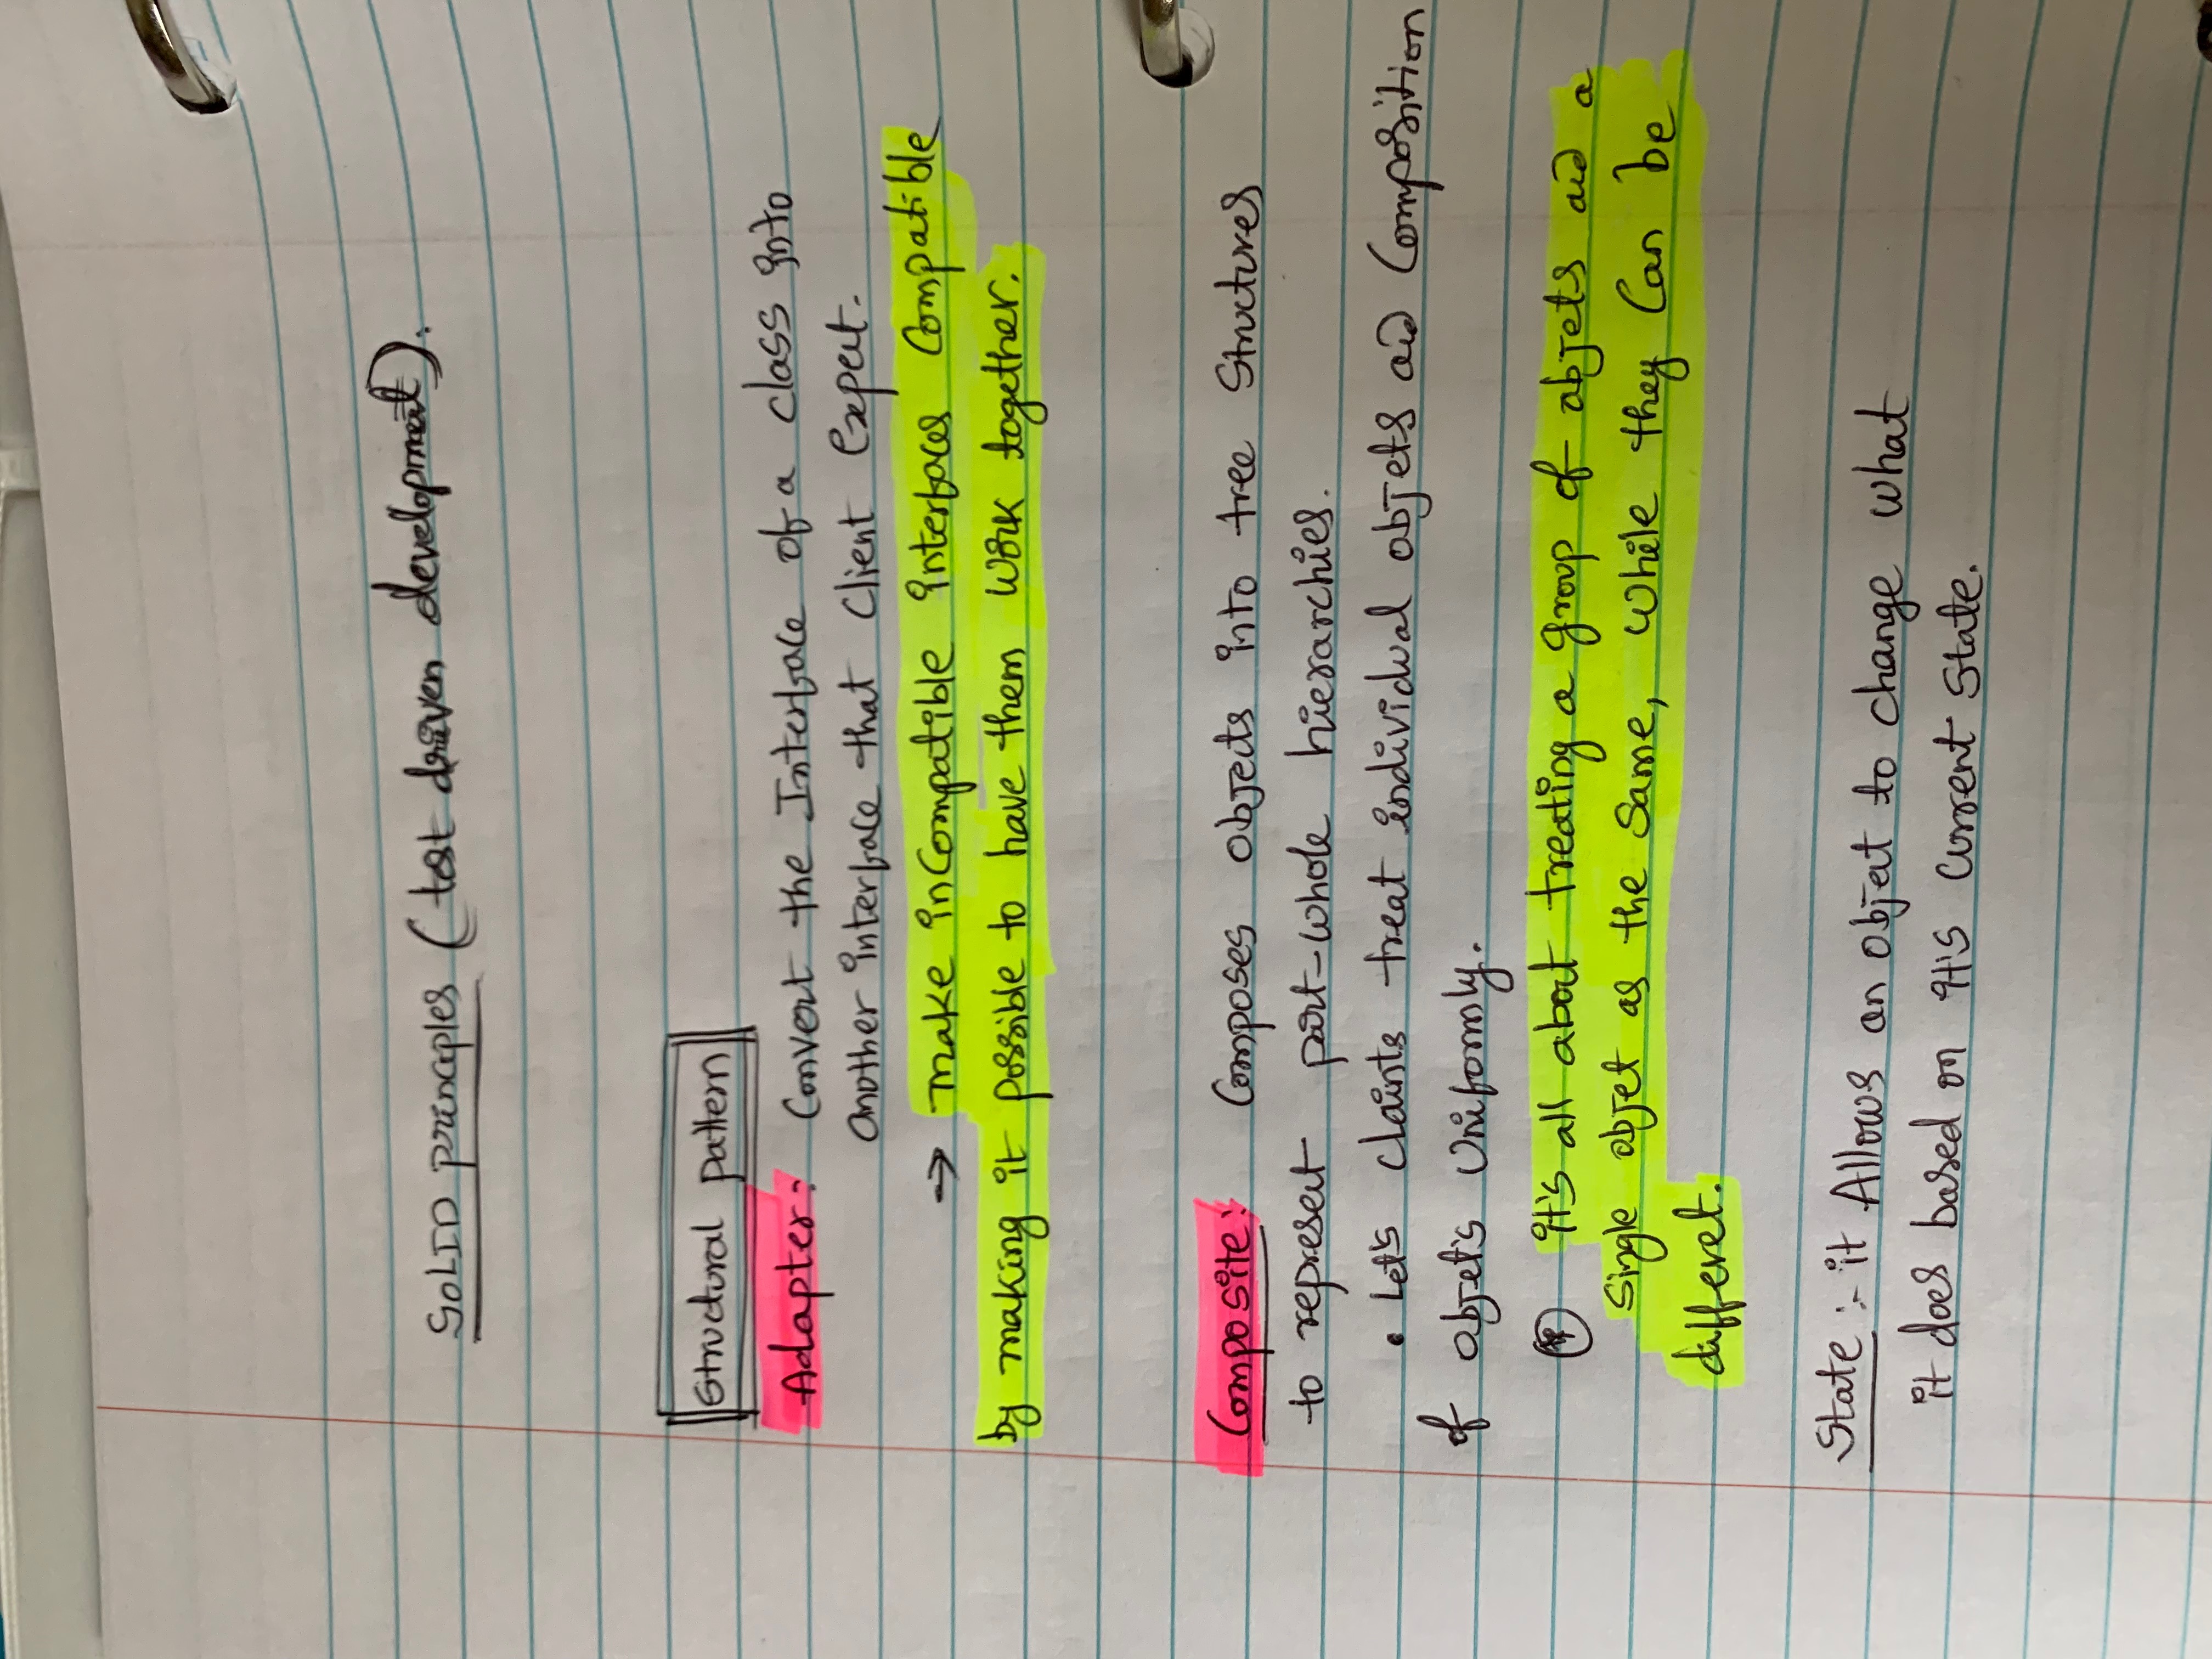 SOLID principles (test driven development).
Structural pattern
Adapter: Convert the Interface of a class into
another interface that Client Expect.
→ make inCompatible interfaces Compatible
by making it possible to have them work together.
Composite: Composes objects into tree Structures
to represent part-whole hierarchies.
• Let's claints treat individual objets and Composition
of objet's Uniformly.
* it's all about treating a group of objets and a
Single objet as the same, while they Can be
differet.
State :- it Allows an object to change what
it does based on it's Current State.